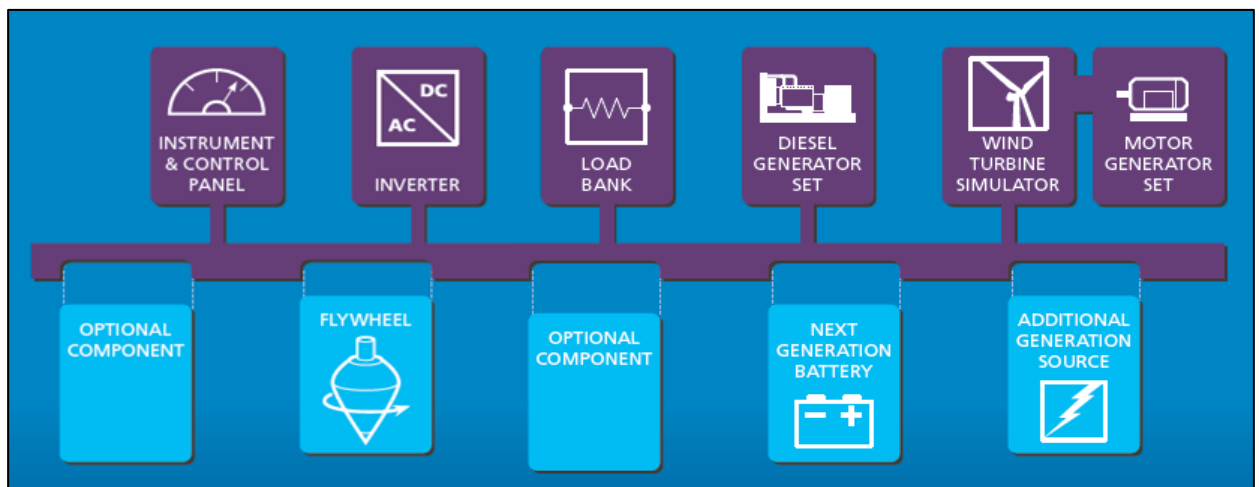 INSTRUMENT
& CONTROL
PANEL
DC
AC
INVERTER
LOAD
BANK
DIESEL
GENERATOR
SET
WIND
TURBINE
SIMULATOR
MOTOR
GENERATOR
SET
OPTIONAL
COMPONENT
FLYWHEEL
OPTIONAL
COMPONENT
NEXT
GENERATION
BATTERY
ADDITIONAL
GENERATION
SOURCE